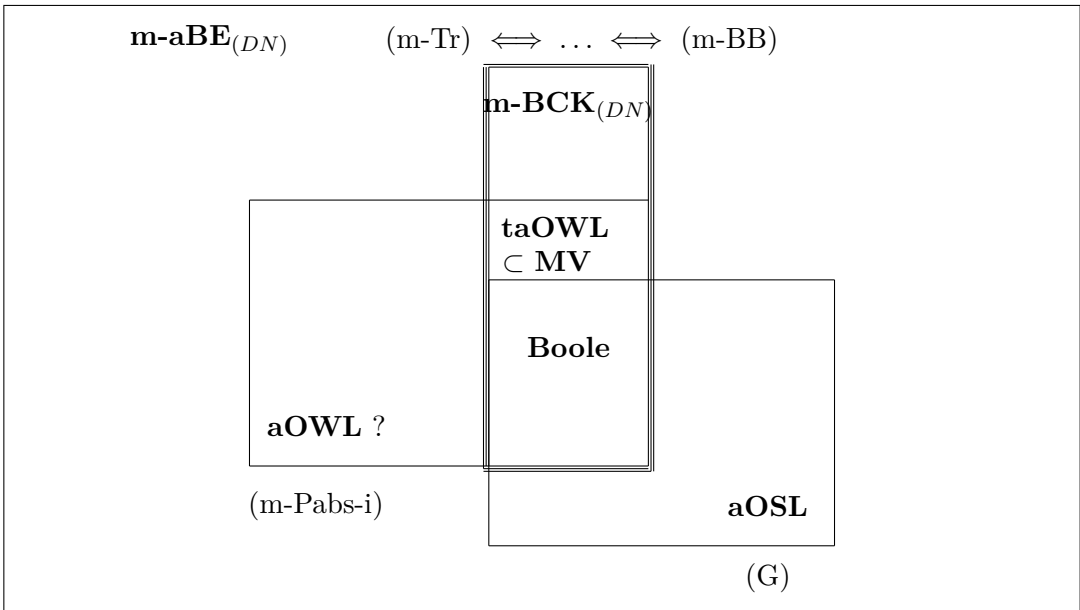 m-aBE(DN) (m-Tr) ⟺ … ⟺ (m-BB)
m-BCK(DN)
taOWL
⊂ MV
Boole
aOWL ?
(m-Pabs-i)
aOSL
(G)